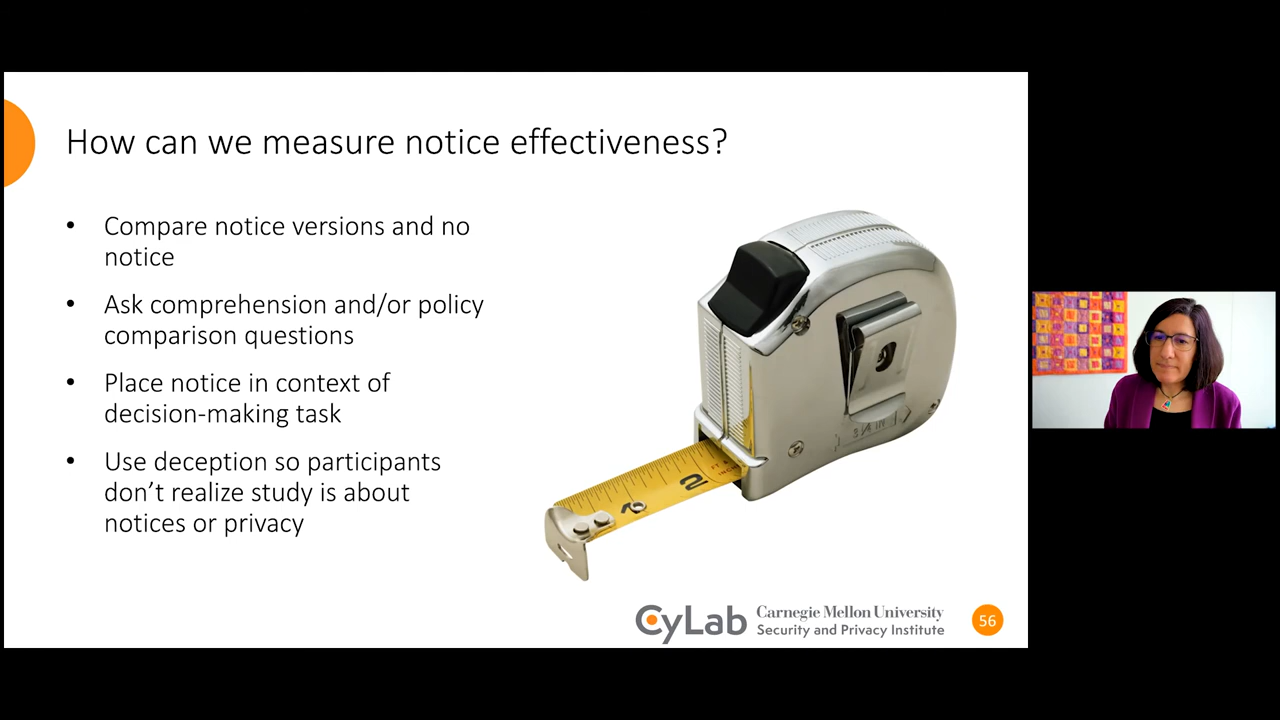 How can we measure notice effectiveness?
• Compare notice versions and no
notice
• Ask comprehension and/or policy
comparison questions
• Place notice in context of
decision-making task
• Use deception so participants
don't realize study is about
notices or privacy
2
CyLab
Carnegie Mellon University
Security and Privacy Institute
56